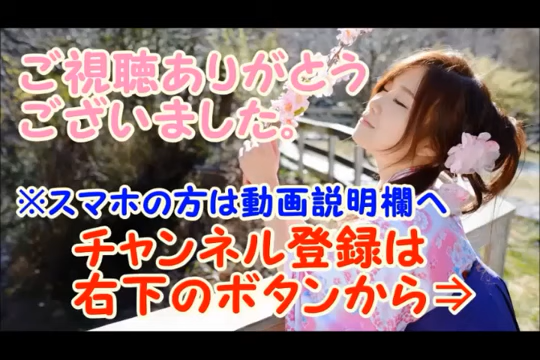 ご視聴ありがとう
ございました。
※スマホの方は動画説明欄へ
チャンネル登録は
右下のボタンから⇒